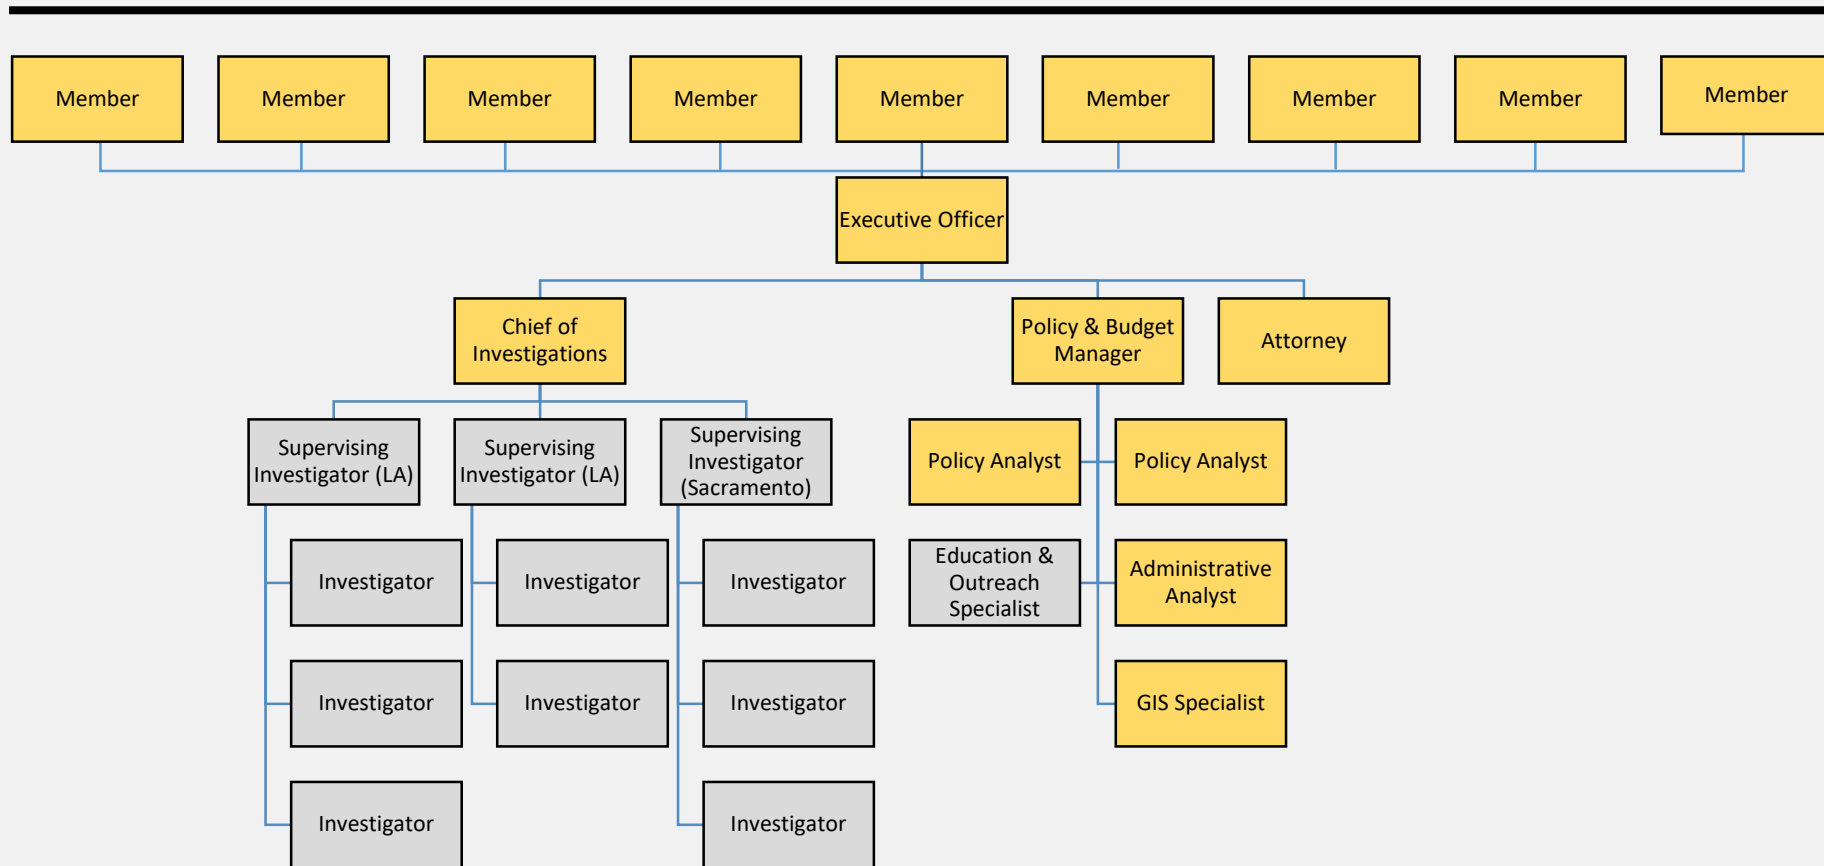 Member
Member
Member
Member
Member
Member
Member
Member
Member
Executive Officer
Chief of
Investigations
Policy & Budget
Manager
Attorney
Supervising
Investigator (LA)
Supervising
Investigator (LA)
Supervising
Investigator
(Sacramento)
Policy Analyst
Policy Analyst
Investigator
Investigator
Investigator
Education &
Outreach
Specialist
Administrative
Analyst
Investigator
Investigator
Investigator
GIS Specialist
Investigator
Investigator